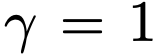 γ = 1